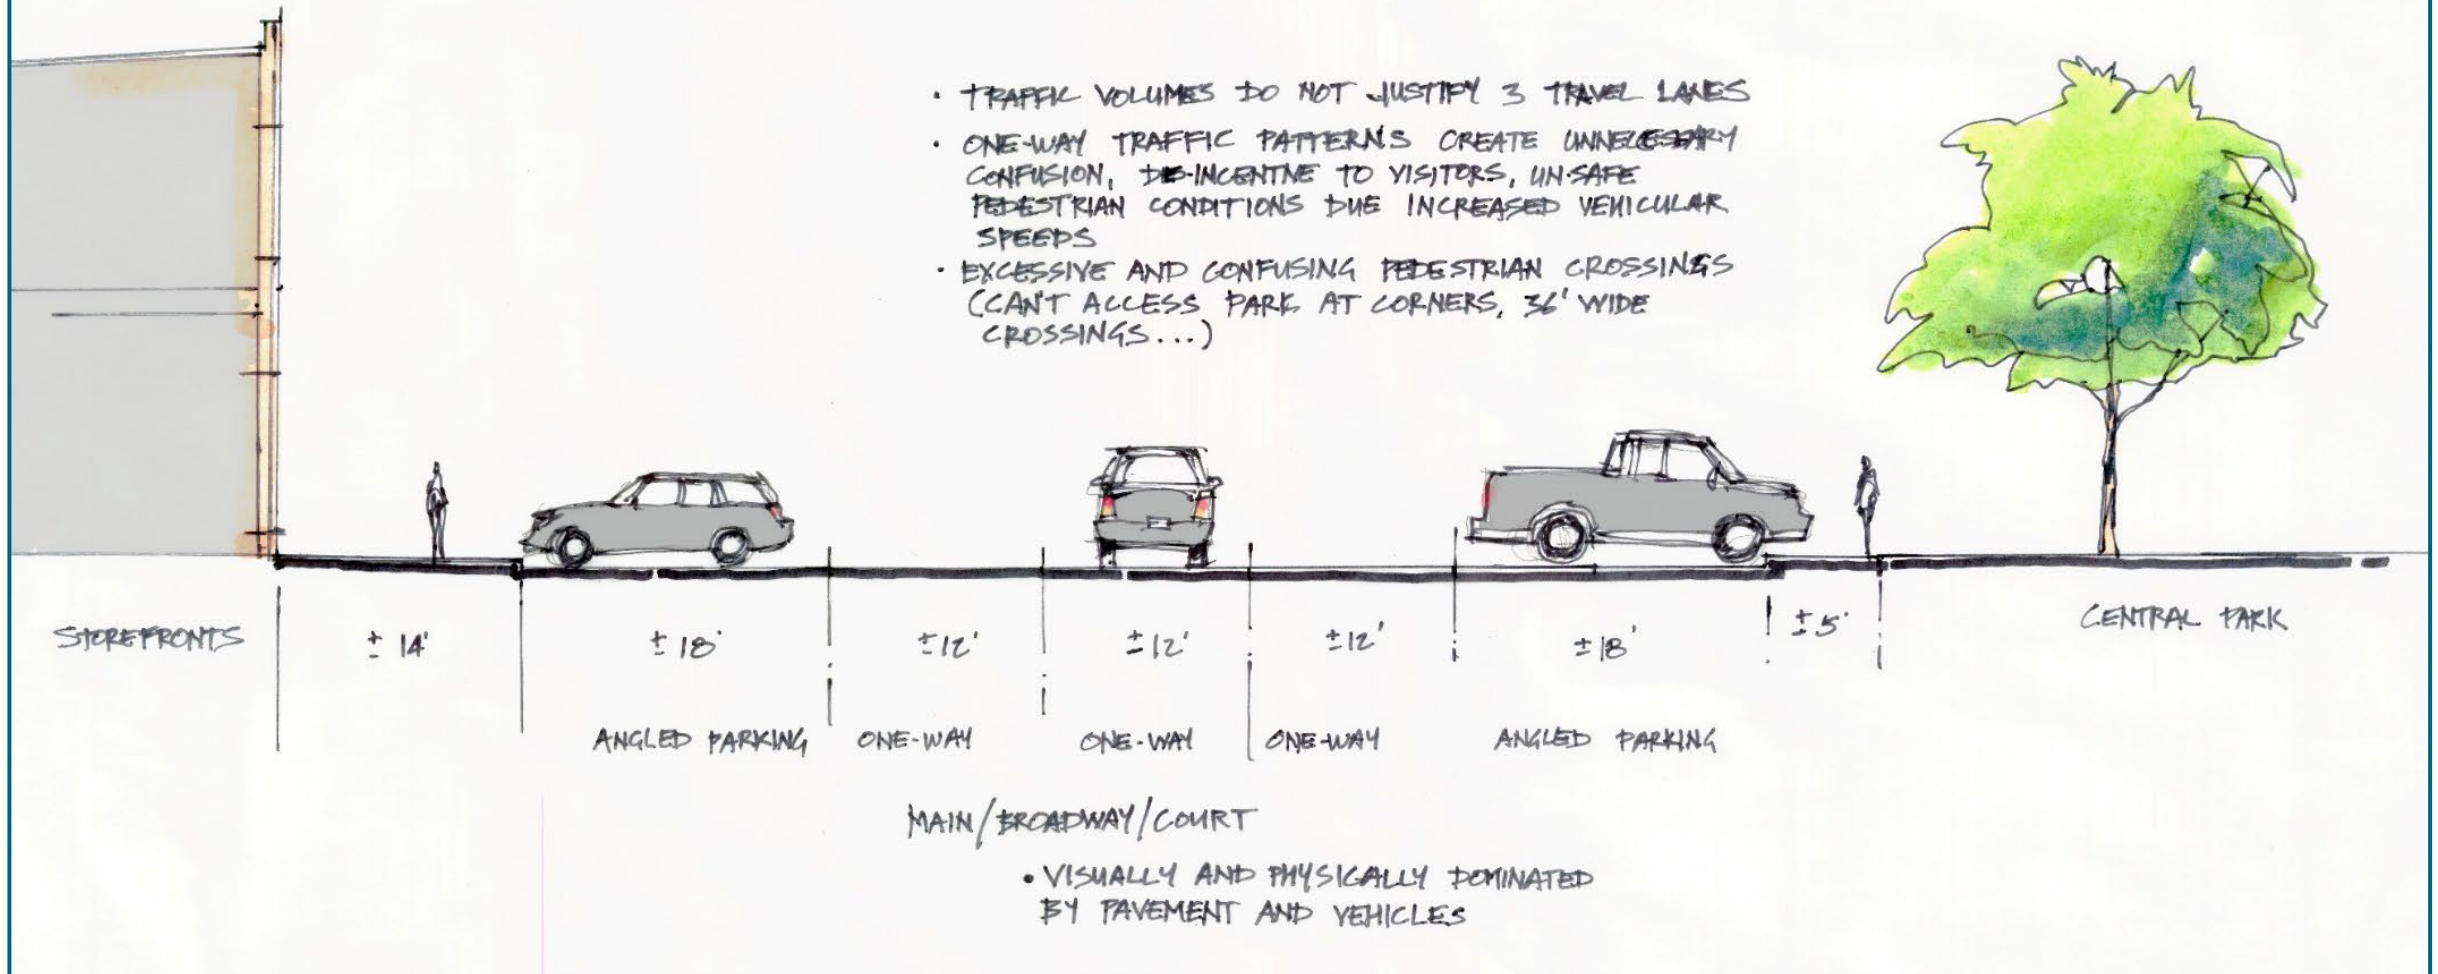 • TRAFFIC VOLUMES DO NOT JUSTIFY 3 TRAVEL LANES
• ONE-WAY TRAFFIC PATTERNS CREATE UNNECESSARY
CONFUSION, DIS-INCENTIVE TO VISITORS, UN-SAFE
PEDESTRIAN CONDITIONS DUE INCREASED VEHICULAR
SPEEDS
• EXCESSIVE AND CONFUSING PEDESTRIAN CROSSINGS
(CAN'T ACCESS PARK AT CORNERS, 36' WIDE
CROSSINGS...)
STOREFRONTS ± 14' ± 18' ± 12' ± 12' ± 12' ± 18' ± 5' CENTRAL PARK
ANGLED PARKING ONE-WAY ONE-WAY ONE-WAY ANGLED PARKING
MAIN/BROADWAY/COURT
• VISUALLY AND PHYSICALLY DOMINATED
BY PAVEMENT AND VEHICLES